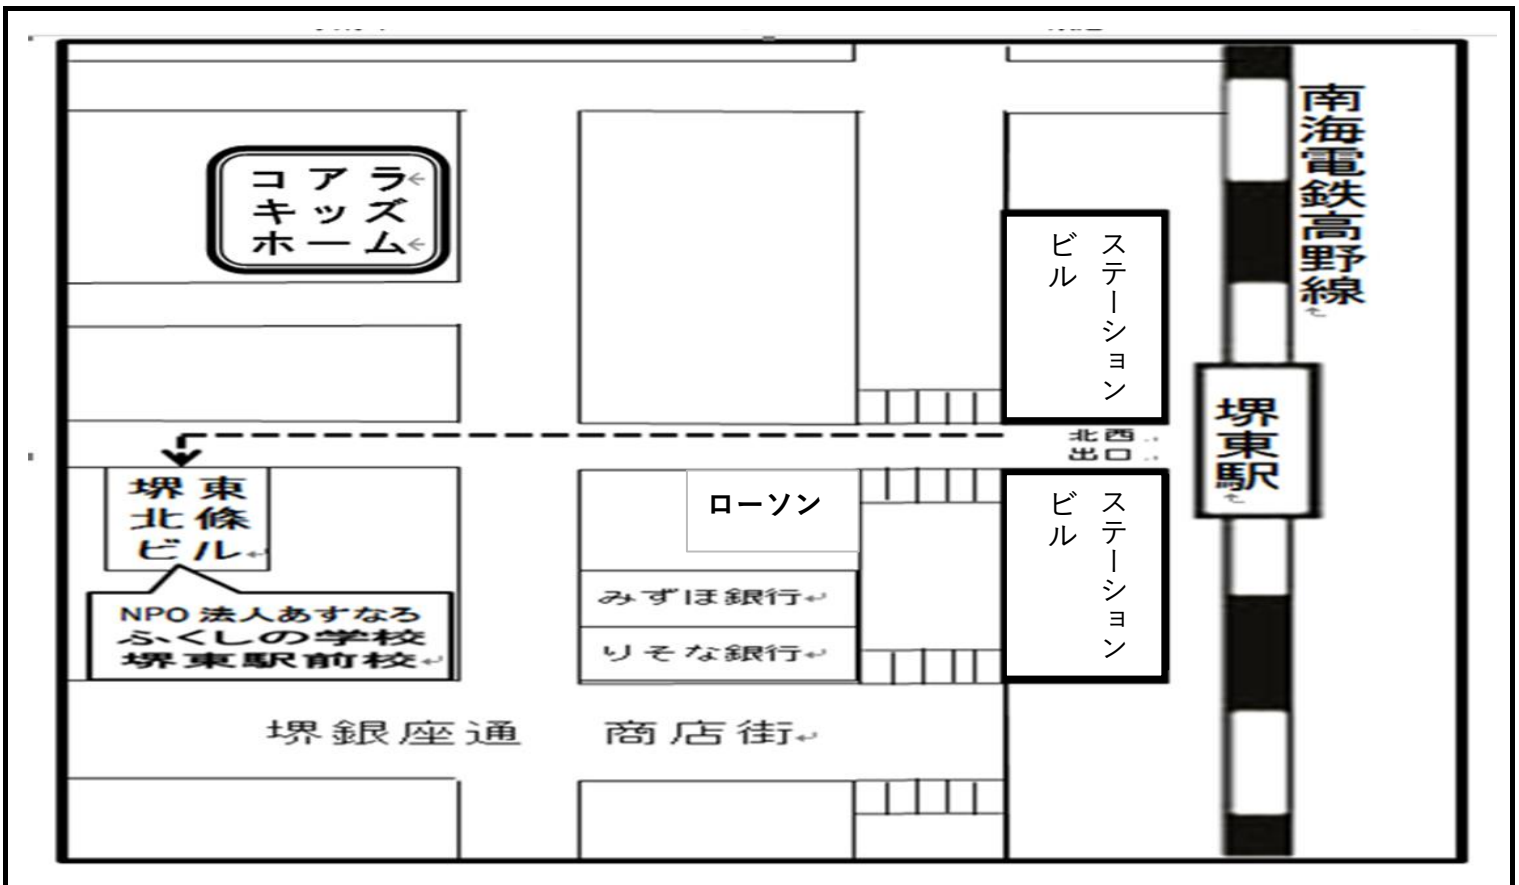 南海電鉄高野線
コアラ
キッズ
ホーム
ステーション
ビル
堺東駅
北西
出口
堺東
北條
ビル
ローソン
ステーション
ビル
みずほ銀行
NPO法人あすなろ
ふくしの学校
堺東駅前校
りそな銀行
堺銀座通 商店街